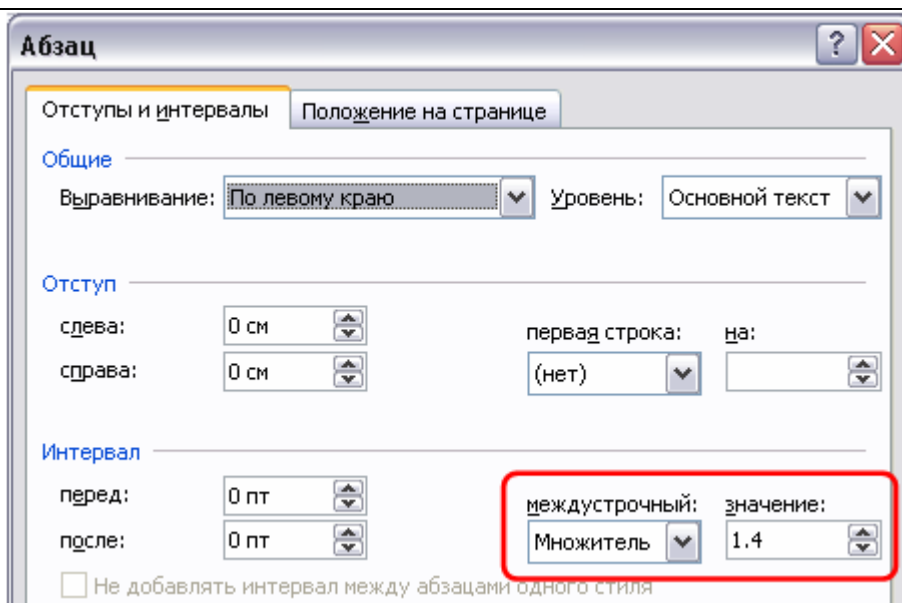 Абзац
Отступы и интервалы Положение на странице
Общие
Выравнивание: По левому краю Уровень: Основной текст
Отступ
слева: 0 см первая строка: на:
справа: 0 см (нет)
Интервал
перед: 0 пт междустрочный: значение:
после: 0 пт Множитель 1.4
Не добавлять интервал между абзацами одного стиля